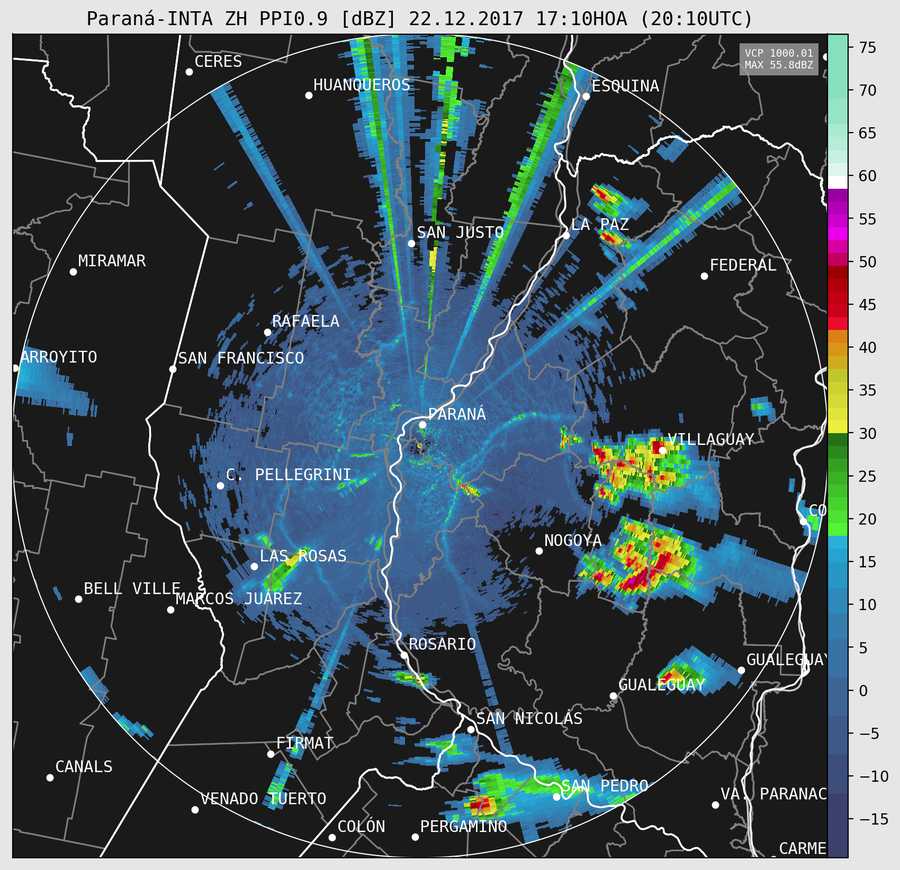 Paraná-INTA ZH PPI0.9 [dBZ] 22.12.2017 17:10HOA (20:10UTC)
VCP 1000.01
MAX 55.8dBZ
CERES
HUANQUEROS
ESQUINA
SAN JUSTO
LA PAZ
MIRAMAR
FEDERAL
RAFAELA
ARROYITO
SAN FRANCISCO
PARANÁ
VILLAGUAY
C. PELLEGRINI
CO
NOGOYA
LAS ROSAS
BELL VILLE
MARCOS JUÁREZ
ROSARIO
GUALEGUAY
GUALEGUAY
SAN NICOLÁS
FIRMAT
CANALS
SAN PEDRO
VENADO TUERTO
VA. PARANAC
COLÓN
PERGAMINO
CARME
75
70
65
60
55
50
45
40
35
30
25
20
15
10
5
0
−5
−10
−15